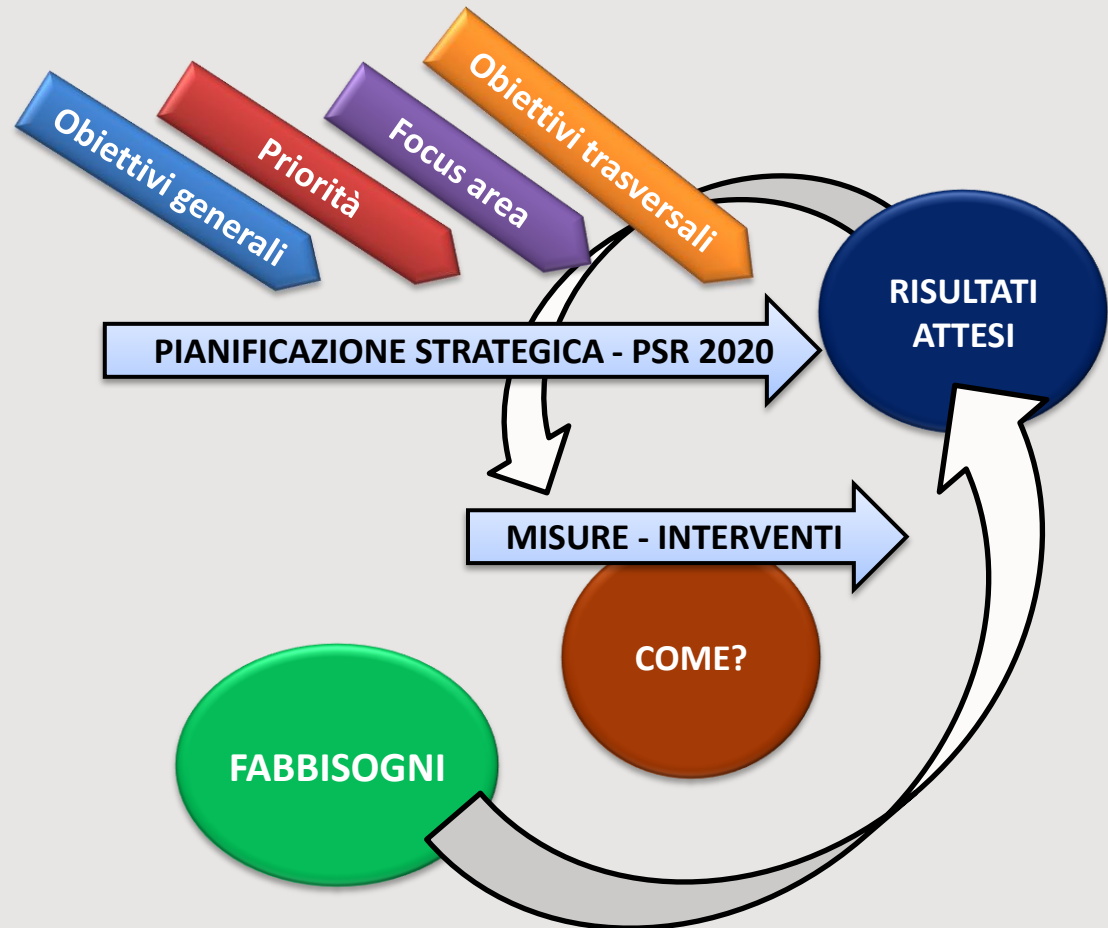 Obiettivi generali
Priorità
Focus area
Obiettivi trasversali
RISULTATI
ATTESI
PIANIFICAZIONE STRATEGICA - PSR 2020
MISURE - INTERVENTI
COME?
FABBISOGNI